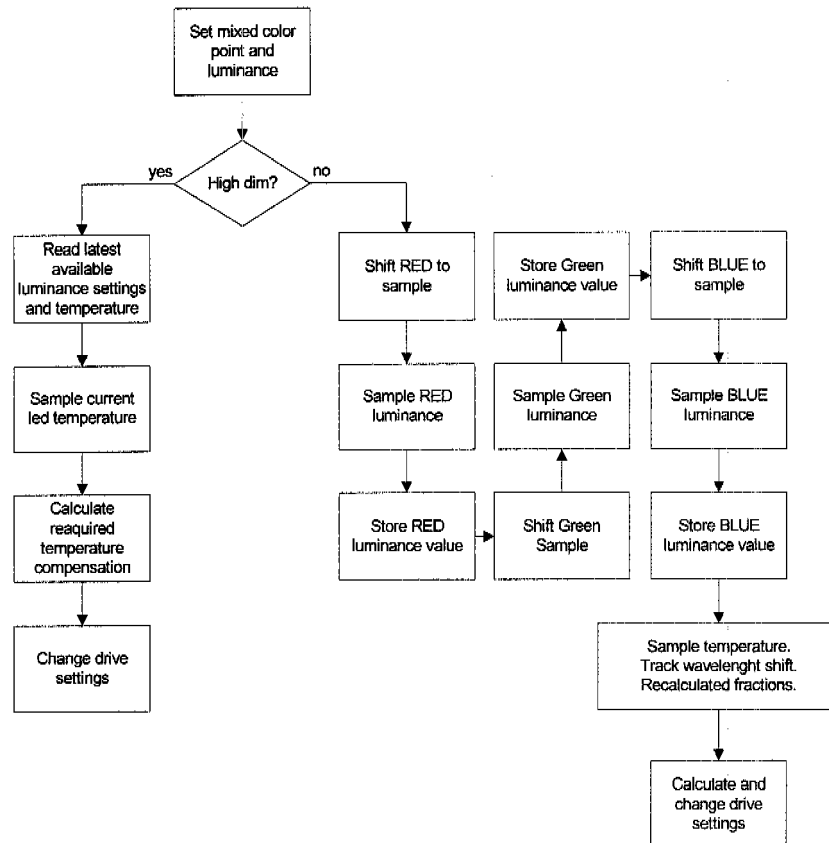 Set mixed color
point and
luminance
yes
High dim?
no
Read latest
available
luminance settings
and temperature
Sample current
led temperature
Calculate
reaquired
temperature
compensation
Change drive
settings
Shift RED to
sample
Sample RED
luminance
Store RED
luminance value
Shift Green
Sample
Sample Green
luminance
Store Green
luminance value
Shift BLUE to
sample
Sample BLUE
luminance
Store BLUE
luminance value
Sample temperature.
Track wavelenght shift.
Recalculated fractions.
Calculate and
change drive
settings